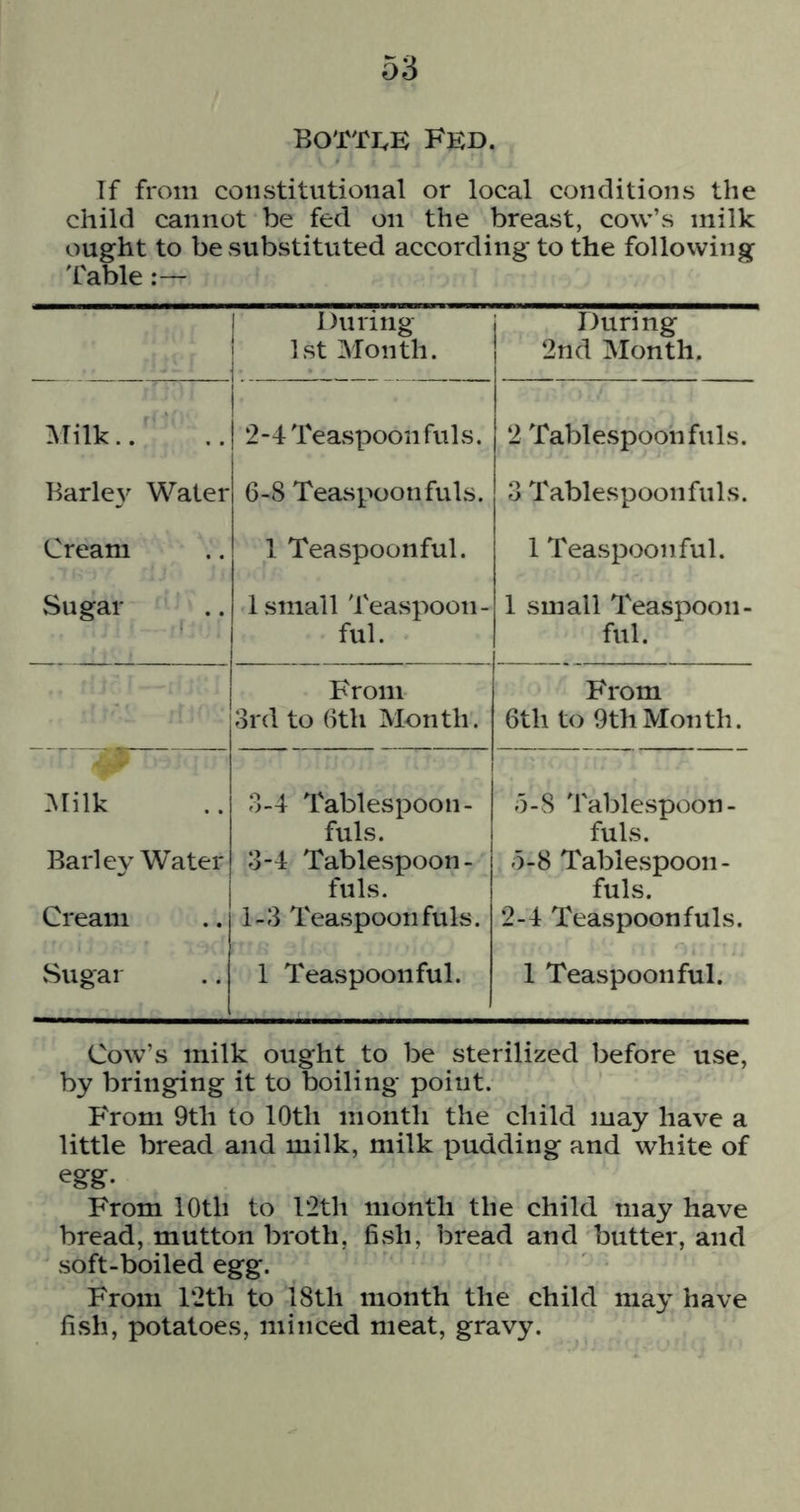 53
BOTTLE FED.
If from constitutional or local conditions the
child cannot be fed on the breast, cow's milk
ought to be substituted according to the following
Table :—
During During
1st Month. 2nd Month.
Milk.. .. 2-4 Teaspoonfuls. 2 Tablespoonfuls.
Barley Water 6-8 Teaspoonfuls. 3 Tablespoonfuls.
Cream .. 1 Teaspoonful. 1 Teaspoonful.
Sugar .. 1 small Teaspoon- 1 small Teaspoon-
ful. ful.
From From
3rd to 6th Month. 6th to 9th Month.
Milk .. 3-4 Tablespoon- 5-8 Tablespoon-
fuls. fuls.
Barley Water 3-4 Tablespoon- 5-8 Tablespoon-
fuls. fuls.
Cream .. 1-3 Teaspoonfuls. 2-4 Teaspoonfuls.
Sugar .. 1 Teaspoonful. 1 Teaspoonful.
Cow's milk ought to be sterilized before use,
by bringing it to boiling point.
From 9th to 10th month the child may have a
little bread and milk, milk pudding and white of
egg.
From 10th to 12th month the child may have
bread, mutton broth, fish, bread and butter, and
soft-boiled egg.
From 12th to 18th month the child may have
fish, potatoes, minced meat, gravy.